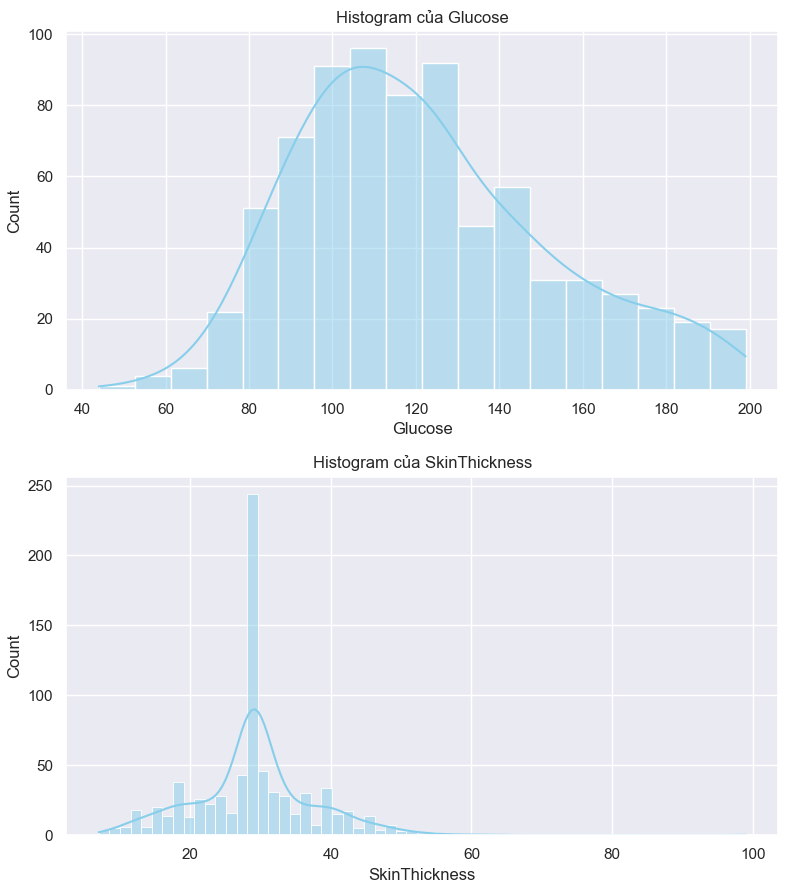 Histogram của Glucose
100
80
60
40
20
0
Count
40 60 80 100 120 140 160 180 200
Glucose
Histogram của SkinThickness
250
200
150
100
50
0
Count
20 40 60 80 100
SkinThickness